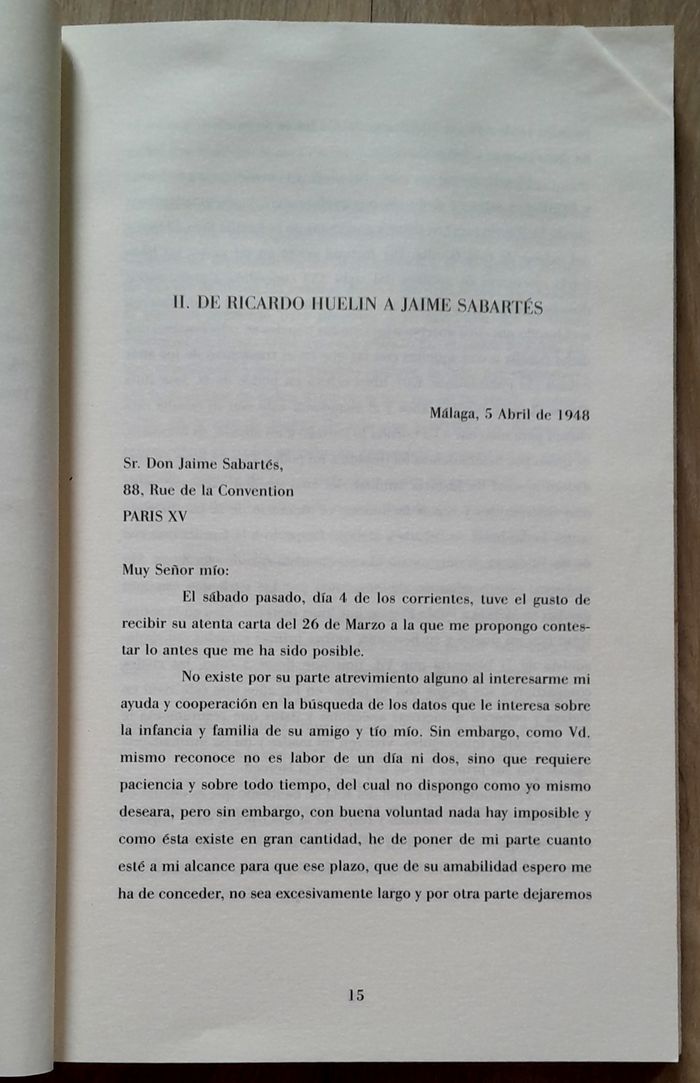 II. DE RICARDO HUELIN A JAIME SABARTÉS
Málaga, 5 Abril de 1948
Sr. Don Jaime Sabartés,
88, Rue de la Convention
PARIS XV
Muy Señor mío:
El sábado pasado, día 4 de los corrientes, tuve el gusto de
recibir su atenta carta del 26 de Marzo a la que me propongo contes-
tar lo antes que me ha sido posible.
No existe por su parte atrevimiento alguno al interesarme mi
ayuda y cooperación en la búsqueda de los datos que le interesa sobre
la infancia y familia de su amigo y tío mío. Sin embargo, como Vd.
mismo reconoce no es labor de un día ni dos, sino que requiere
paciencia y sobre todo tiempo, del cual no dispongo como yo mismo
deseara, pero sin embargo, con buena voluntad nada hay imposible y
como ésta existe en gran cantidad, he de poner de mi parte cuanto
esté a mi alcance para que ese plazo, que de su amabilidad espero me
ha de conceder, no sea excesivamente largo y por otra parte dejaremos
15